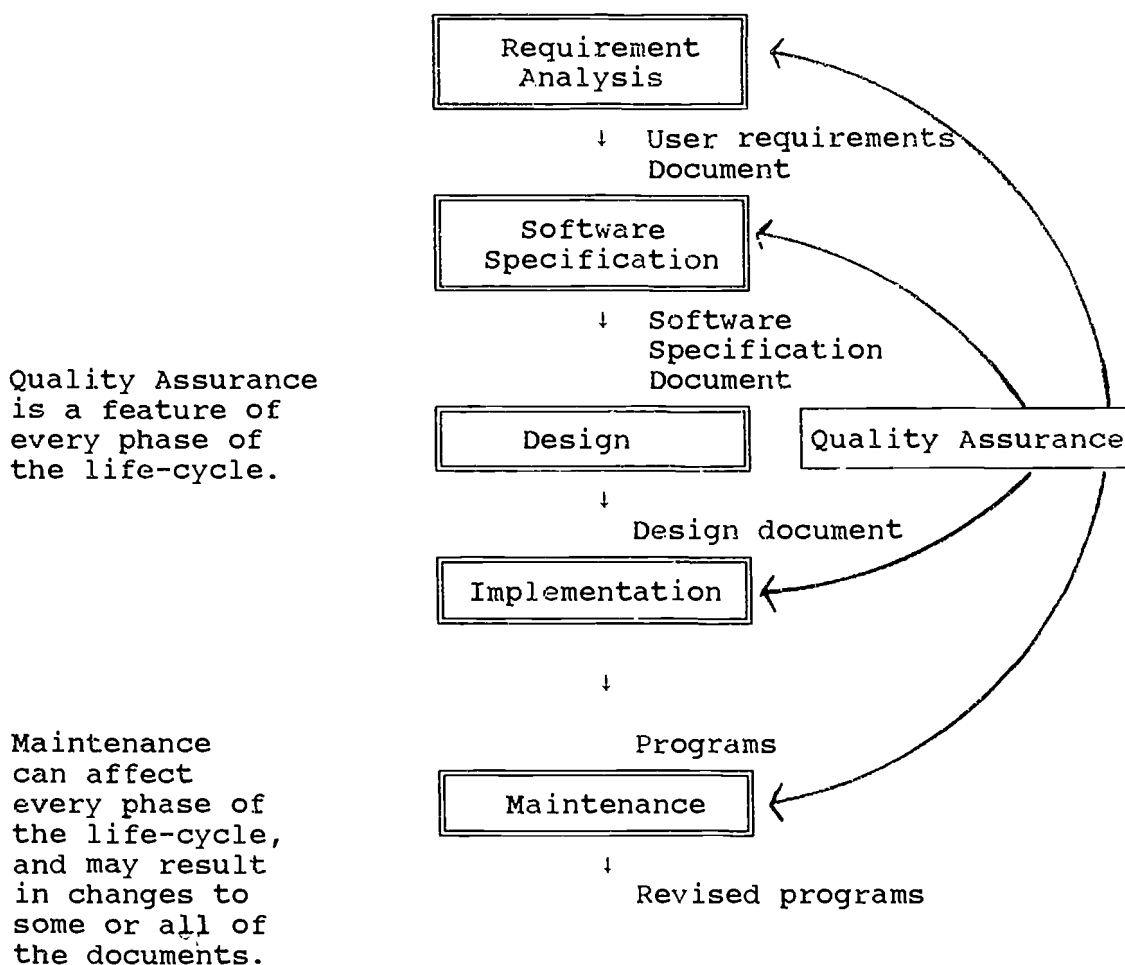 Requirement
Analysis
↓ User requirements
Document
Software
Specification
↓ Software
Specification
Document
Quality Assurance
is a feature of
every phase of
the life-cycle.
Design
Quality Assurance
↓
Design document
Implementation
↓
Programs
Maintenance
can affect
every phase of
the life-cycle,
and may result
in changes to
some or all of
the documents.
Maintenance
↓
Revised programs